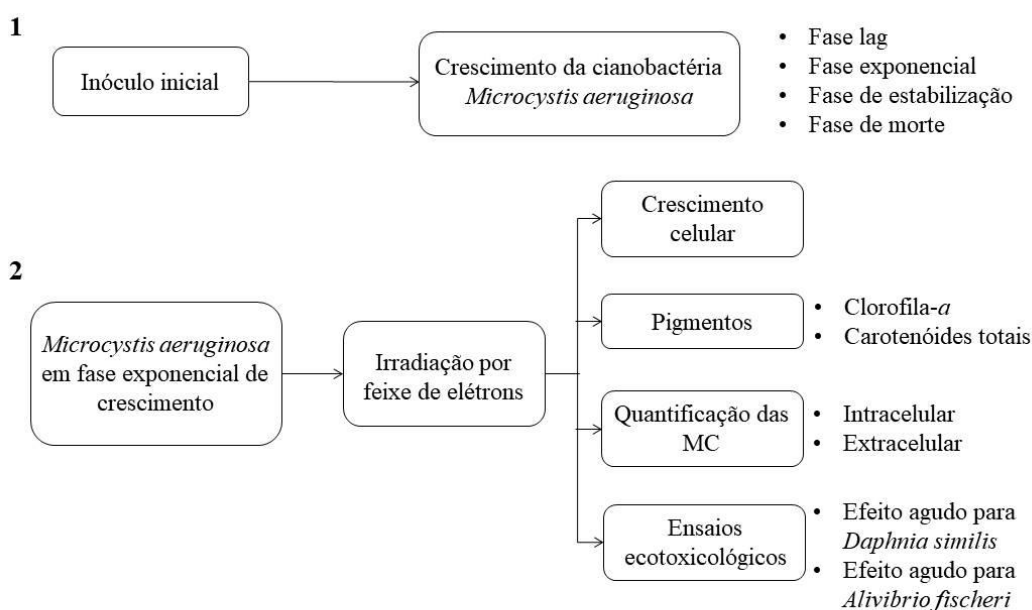 1
Inóculo inicial
Crescimento da cianobactéria
Microcystis aeruginosa
• Fase lag
• Fase exponencial
• Fase de estabilização
• Fase de morte
2
Microcystis aeruginosa
em fase exponencial de
crescimento
Irradiação por
feixe de elétrons
Crescimento
celular
Pigmentos
• Clorofila-a
• Carotenóides totais
Quantificação das
MC
• Intracelular
• Extracelular
Ensaios
ecotoxicológicos
• Efeito agudo para
Daphnia similis
• Efeito agudo para
Alivibrio fischeri